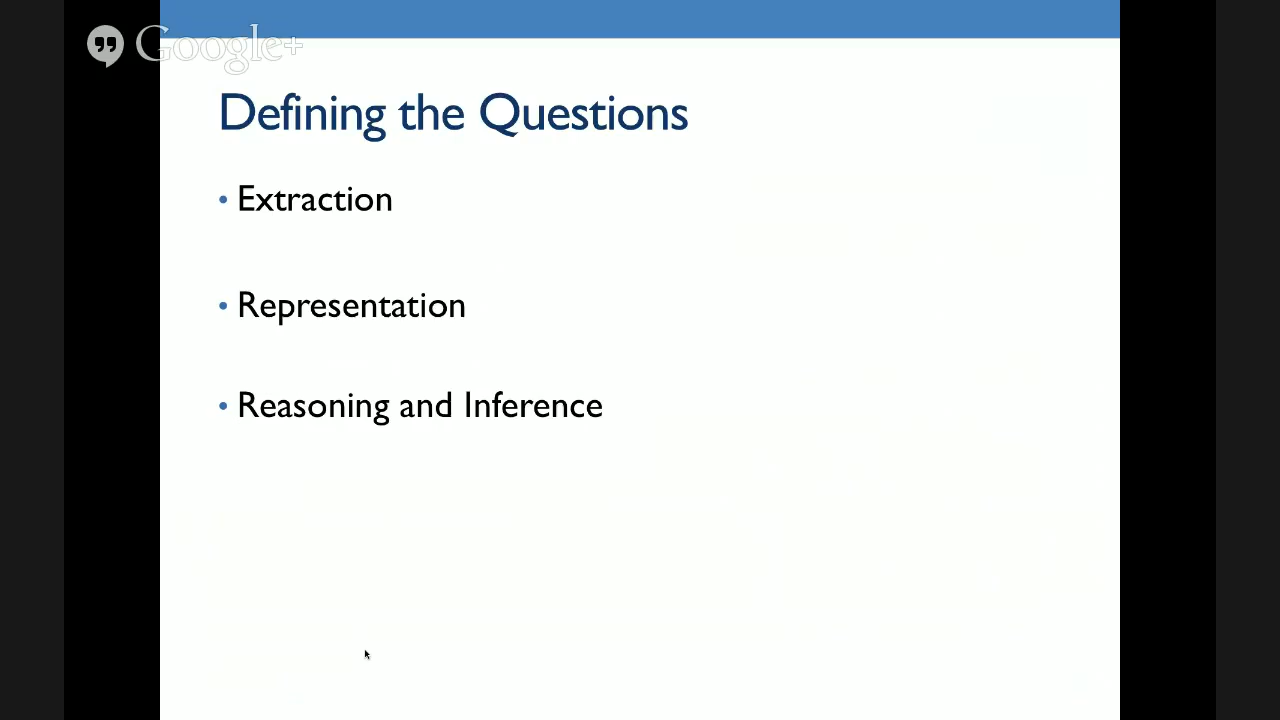 Google+
Defining the Questions
• Extraction
• Representation
• Reasoning and Inference